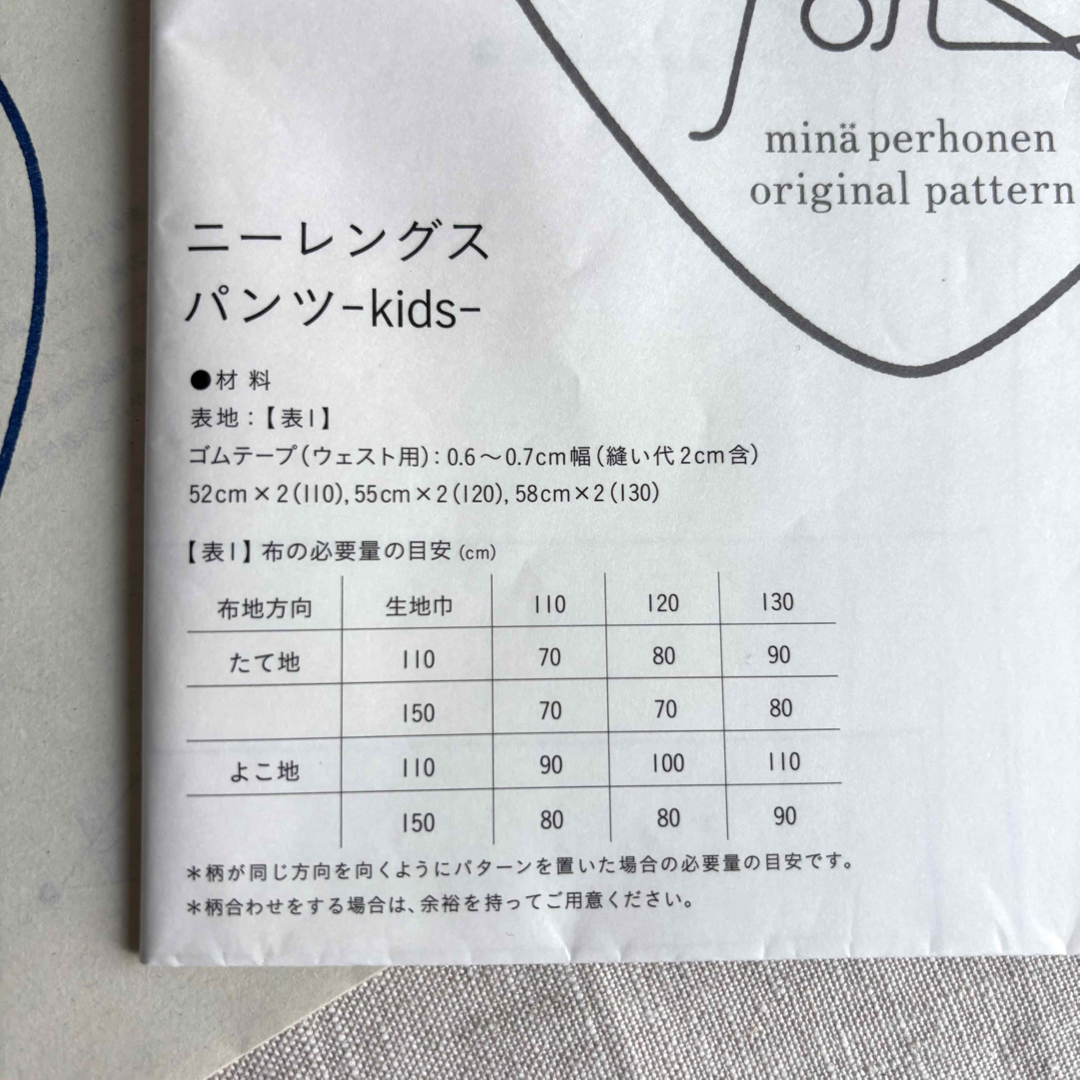 minä perhonen
original pattern
ニーレングス
パンツ-kids-
●材 料
表地：【表1】
ゴムテープ（ウェスト用）：0.6〜0.7cm幅（縫い代2cm含）
52cm×2（110）, 55cm×2（120）, 58cm×2（130）
【表1】布の必要量の目安（cm）
布地方向 生地巾 110 120 130
たて地 110 70 80 90
150 70 70 80
よこ地 110 90 100 110
150 80 80 90
＊柄が同じ方向を向くようにパターンを置いた場合の必要量の目安です。
＊柄合わせをする場合は、余裕を持ってご用意ください。